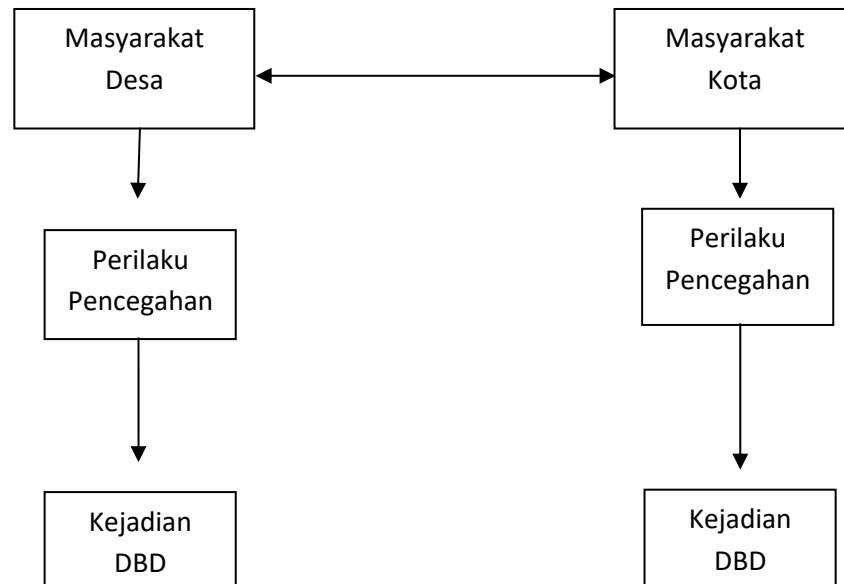 Masyarakat
Desa
Masyarakat
Kota
Perilaku
Pencegahan
Perilaku
Pencegahan
Kejadian
DBD
Kejadian
DBD